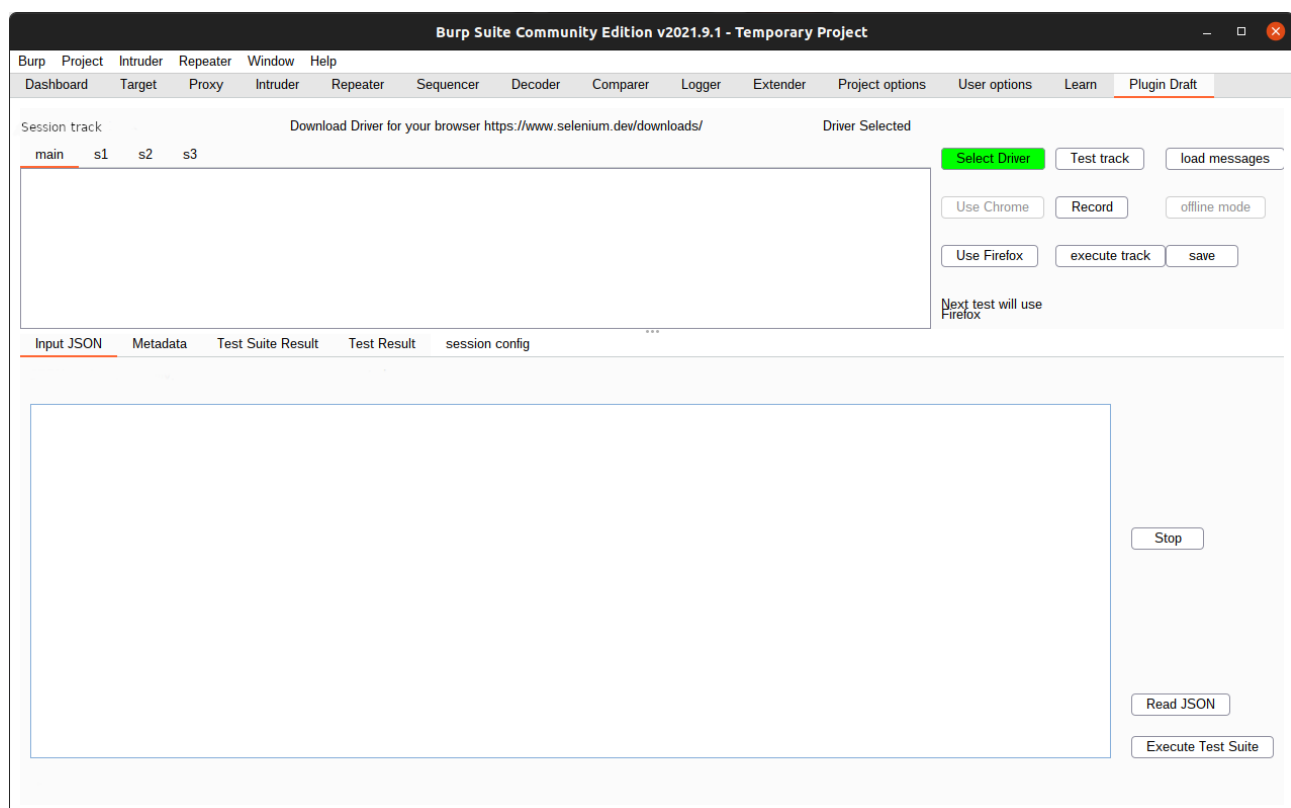 Burp Suite Community Edition v2021.9.1 - Temporary Project
Burp Project Intruder Repeater Window Help
Dashboard Target Proxy Intruder Repeater Sequencer Decoder Comparer Logger Extender Project options User options Learn Plugin Draft
Session track Download Driver for your browser https://www.selenium.dev/downloads/ Driver Selected
main s1 s2 s3
Select Driver Test track load messages
Use Chrome Record offline mode
Use Firefox execute track save
Next test will use
Firefox
Input JSON Metadata Test Suite Result Test Result session config
Stop
Read JSON
Execute Test Suite